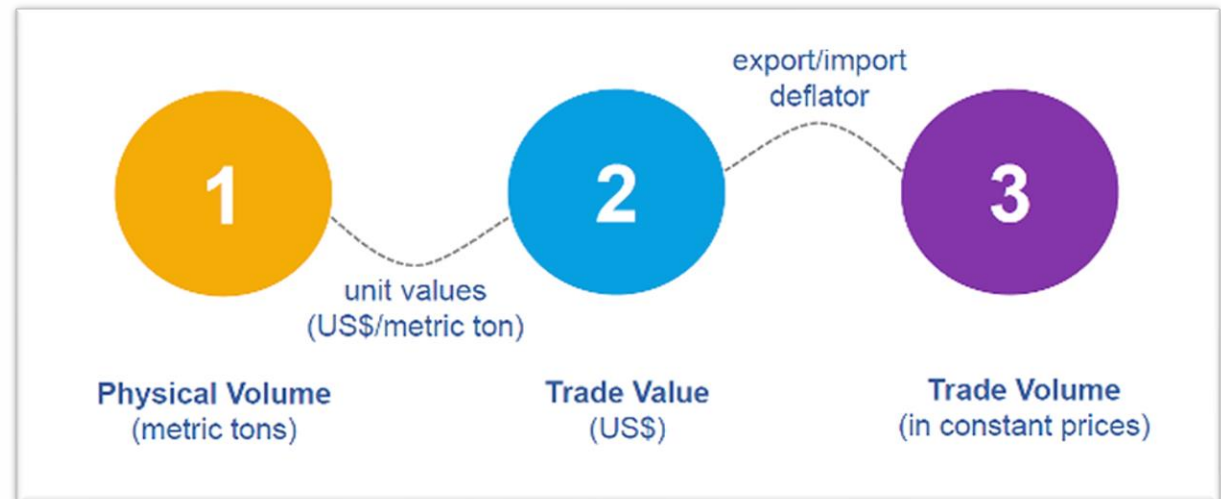 export/import
deflator
1
2
3
unit values
(US$/metric ton)
Physical Volume
(metric tons)
Trade Value
(US$)
Trade Volume
(in constant prices)